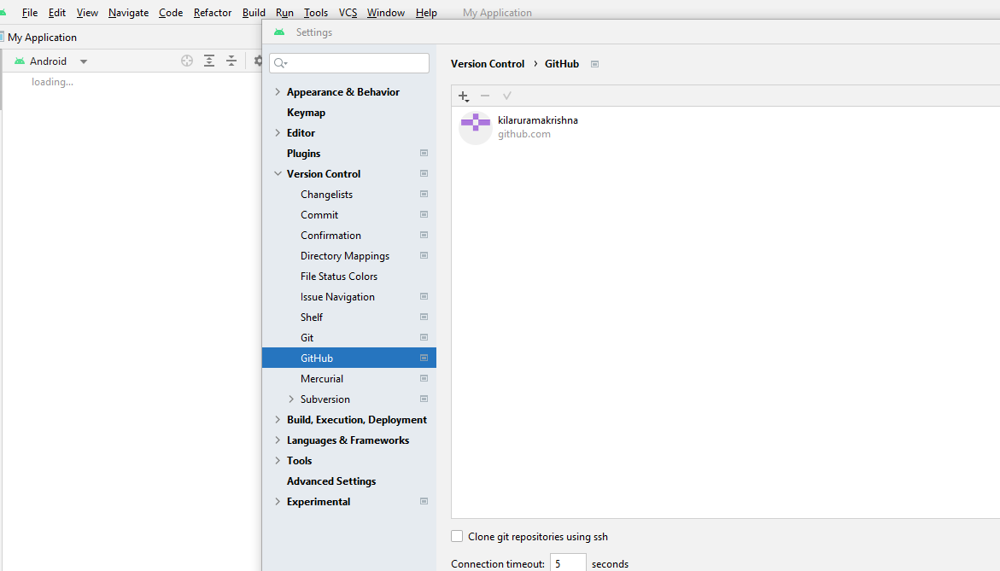 File Edit View Navigate Code Refactor Build Run Tools VCS Window Help My Application
My Application
Android
loading...
Settings
Appearance & Behavior
Keymap
Editor
Plugins
Version Control
Changelists
Commit
Confirmation
Directory Mappings
File Status Colors
Issue Navigation
Shelf
Git
GitHub
Mercurial
Subversion
Build, Execution, Deployment
Languages & Frameworks
Tools
Advanced Settings
Experimental
Version Control › GitHub
kilaruramakrishna
github.com
Clone git repositories using ssh
Connection timeout: 5 seconds